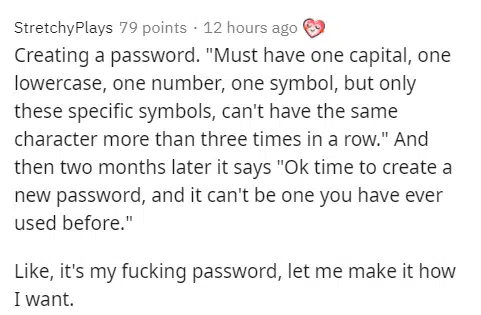 StretchyPlays 79 points · 12 hours ago
Creating a password. "Must have one capital, one
lowercase, one number, one symbol, but only
these specific symbols, can't have the same
character more than three times in a row." And
then two months later it says "Ok time to create a
new password, and it can't be one you have ever
used before."
Like, it's my fucking password, let me make it how
I want.